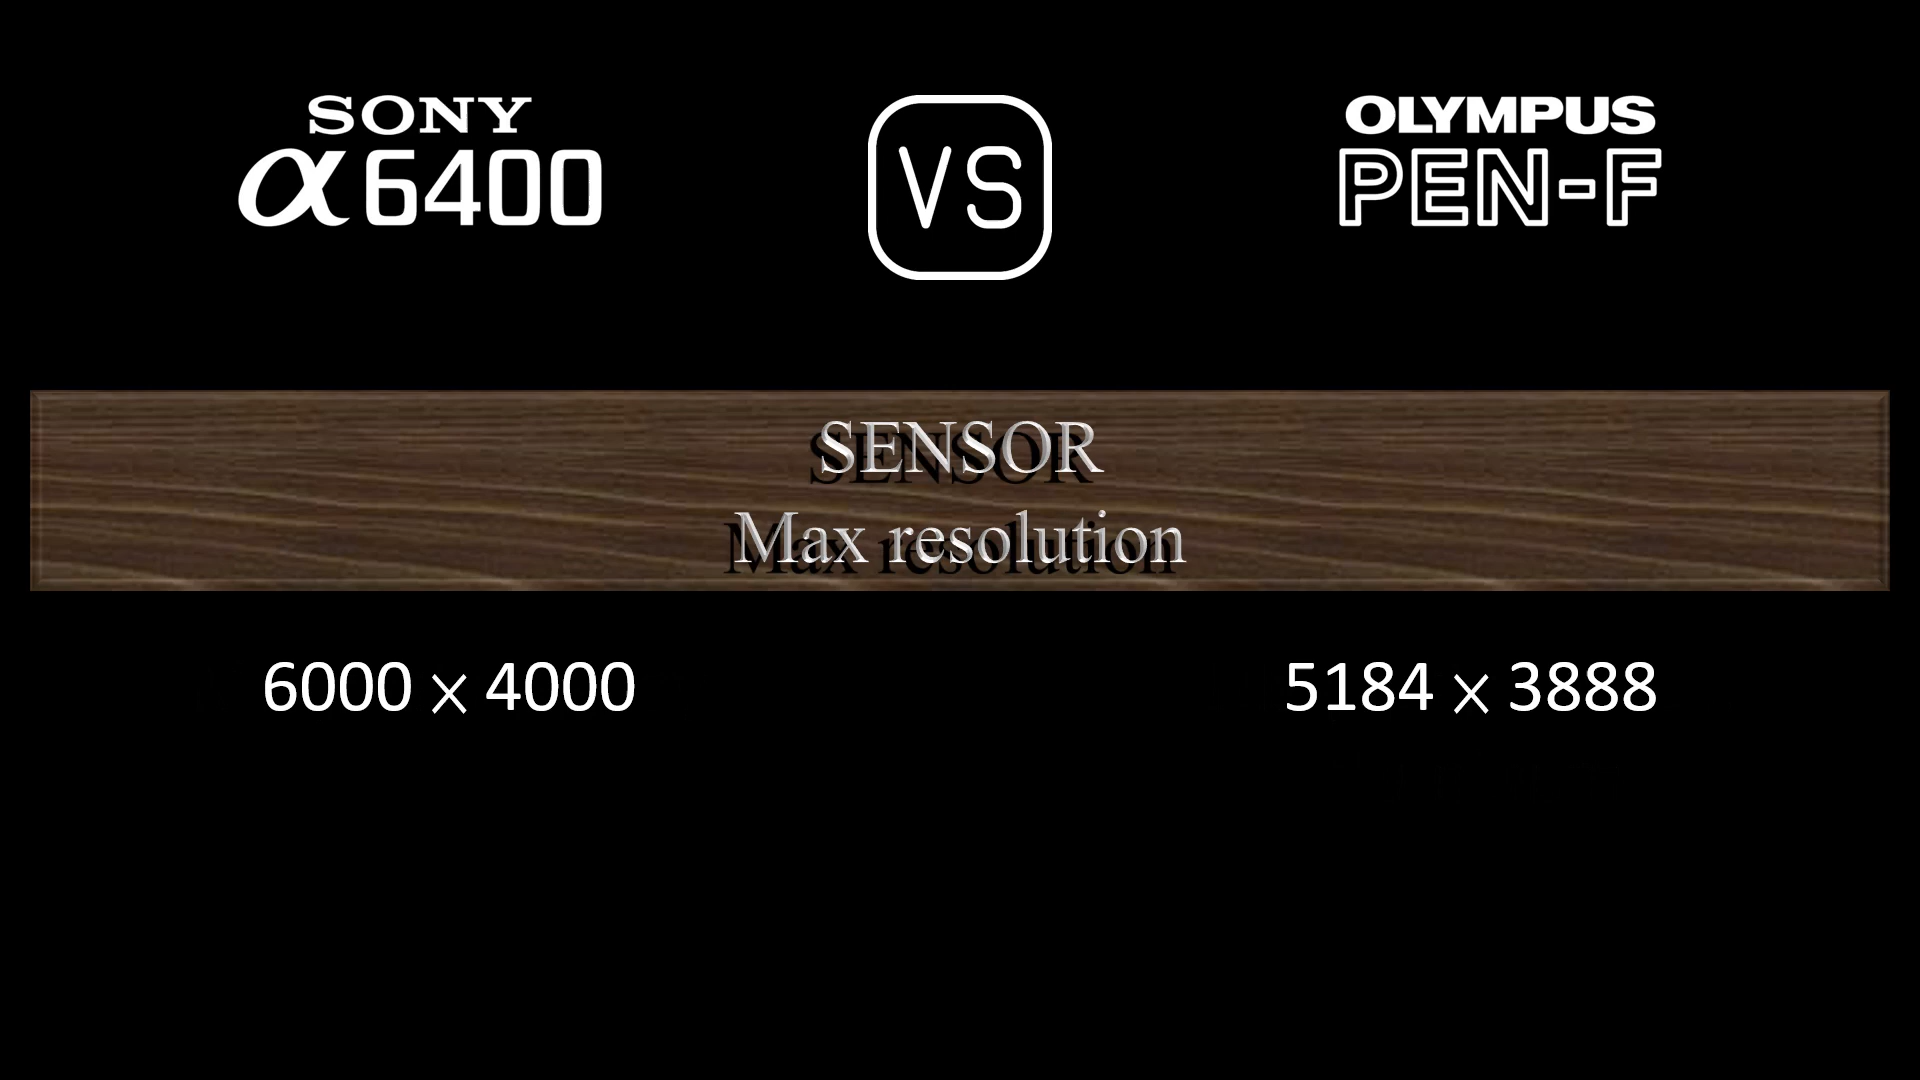 SONY
α6400
VS
OLYMPUS
PEN-F
SENSOR
Max resolution
6000 x 4000
5184 x 3888